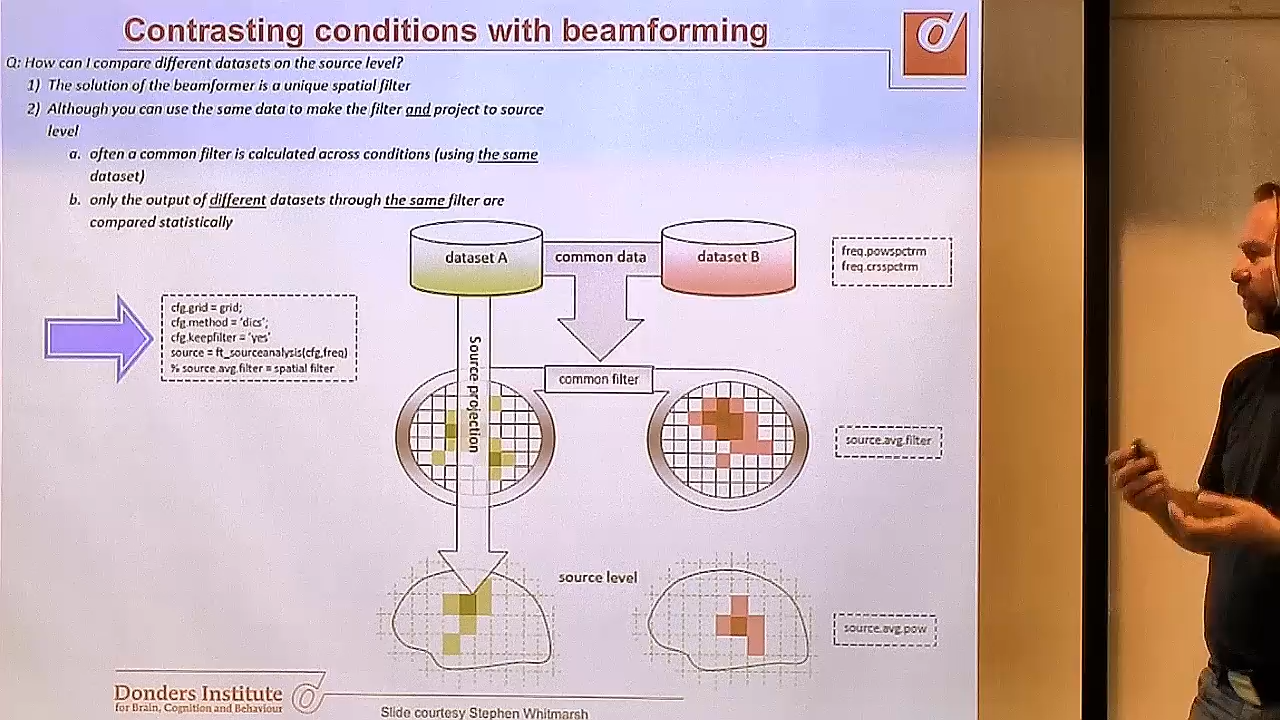 Contrasting conditions with beamforming
Q: How can I compare different datasets on the source level?
1) The solution of the beamformer is a unique spatial filter
2) Although you can use the same data to make the filter and project to source
level
a. often a common filter is calculated across conditions (using the same
dataset)
b. only the output of different datasets through the same filter are
compared statistically
dataset A
common data
dataset B
freq.powspctrm
freq.crsspctrm
cfg.grid = grid;
cfg.method = 'dics';
cfg.keepfilter = 'yes'
source = ft_sourceanalysis(cfg,freq)
% source.avg.filter = spatial filter
Source projection
common filter
source.avg.filter
source level
source.avg.pow
Donders Institute
for Brain, Cognition and Behaviour
Slide courtesy Stephen Whitmarsh